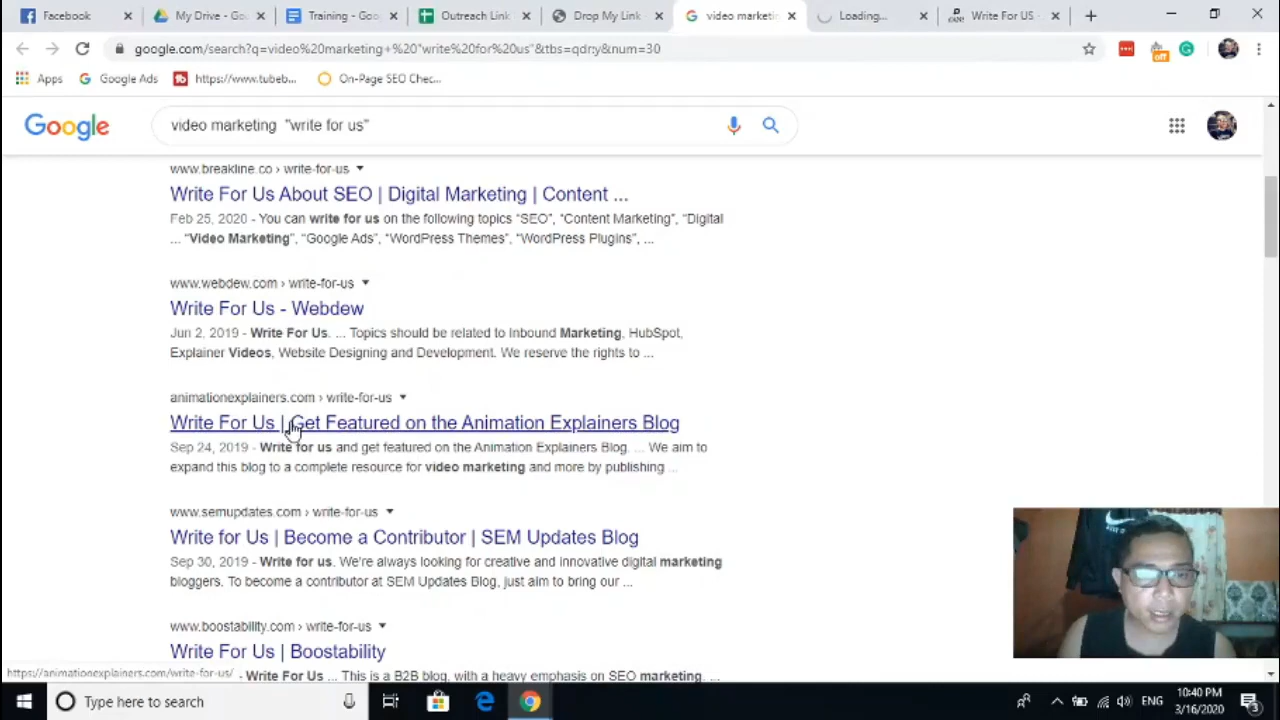 Facebook
My Drive - Go
Training - Goo
Outreach Link
Drop My Link
video marketin
Loading...
Write For US -
google.com/search?q=video%20marketing+%20"write%20for%20us"&tbs=qdry&num=30
off
Apps
Google Ads
https://www.tubeb...
On-Page SEO Chec...
Google
video marketing "write for us"
www.breakline.co › write-for-us
Write For Us About SEO | Digital Marketing | Content ...
Feb 25, 2020 - You can write for us on the following topics “SEO”, “Content Marketing”, “Digital
... “Video Marketing”, “Google Ads”, “WordPress Themes”, “WordPress Plugins”, ...
www.webdew.com › write-for-us
Write For Us - Webdew
Jun 2, 2019 - Write For Us. ... Topics should be related to Inbound Marketing, HubSpot,
Explainer Videos, Website Designing and Development. We reserve the rights to ...
animationexplainers.com › write-for-us
Write For Us | Get Featured on the Animation Explainers Blog
Sep 24, 2019 - Write for us and get featured on the Animation Explainers Blog. ... We aim to
expand this blog to a complete resource for video marketing and more by publishing ...
www.semupdates.com › write-for-us
Write for Us | Become a Contributor | SEM Updates Blog
Sep 30, 2019 - Write for us. We're always looking for creative and innovative digital marketing
bloggers. To become a contributor at SEM Updates Blog, just aim to bring our ...
www.boostability.com › write-for-us
Write For Us | Boostability
- Write For Us ... This is a B2B blog, with a heavy emphasis on SEO marketing. ...
https://animationexplainers.com/write-for-us/
Type here to search
ENG
10:40 PM
3/16/2020
3